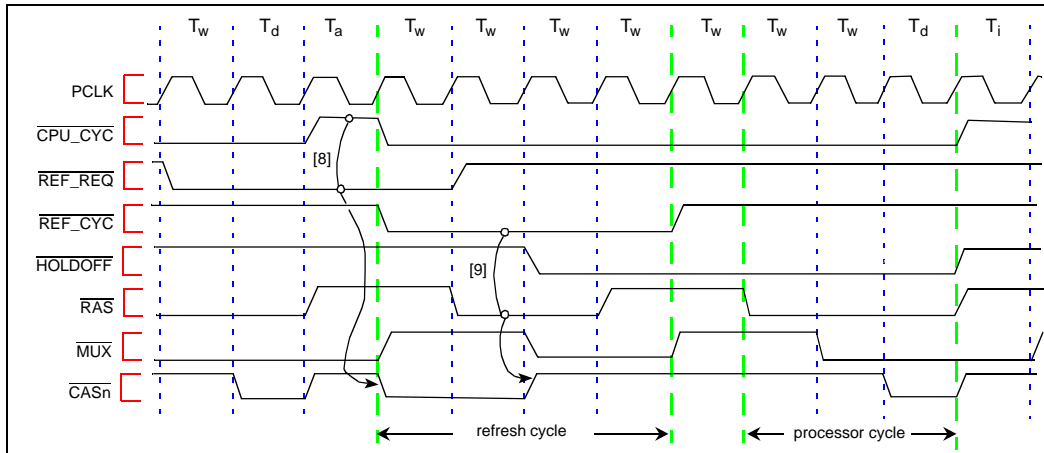 Tw Td Ta Tw Tw Tw Tw Tw Tw Tw Td Ti
PCLK
CPU_CYC
[8]
REF_REQ
REF_CYC
[9]
HOLDOFF
RAS
MUX
CASn
refresh cycle
processor cycle